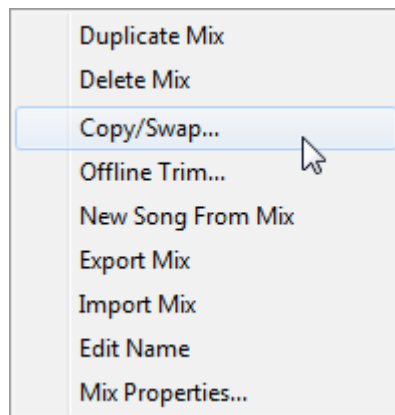 Duplicate Mix
Delete Mix
Copy/Swap...
Offline Trim...
New Song From Mix
Export Mix
Import Mix
Edit Name
Mix Properties...